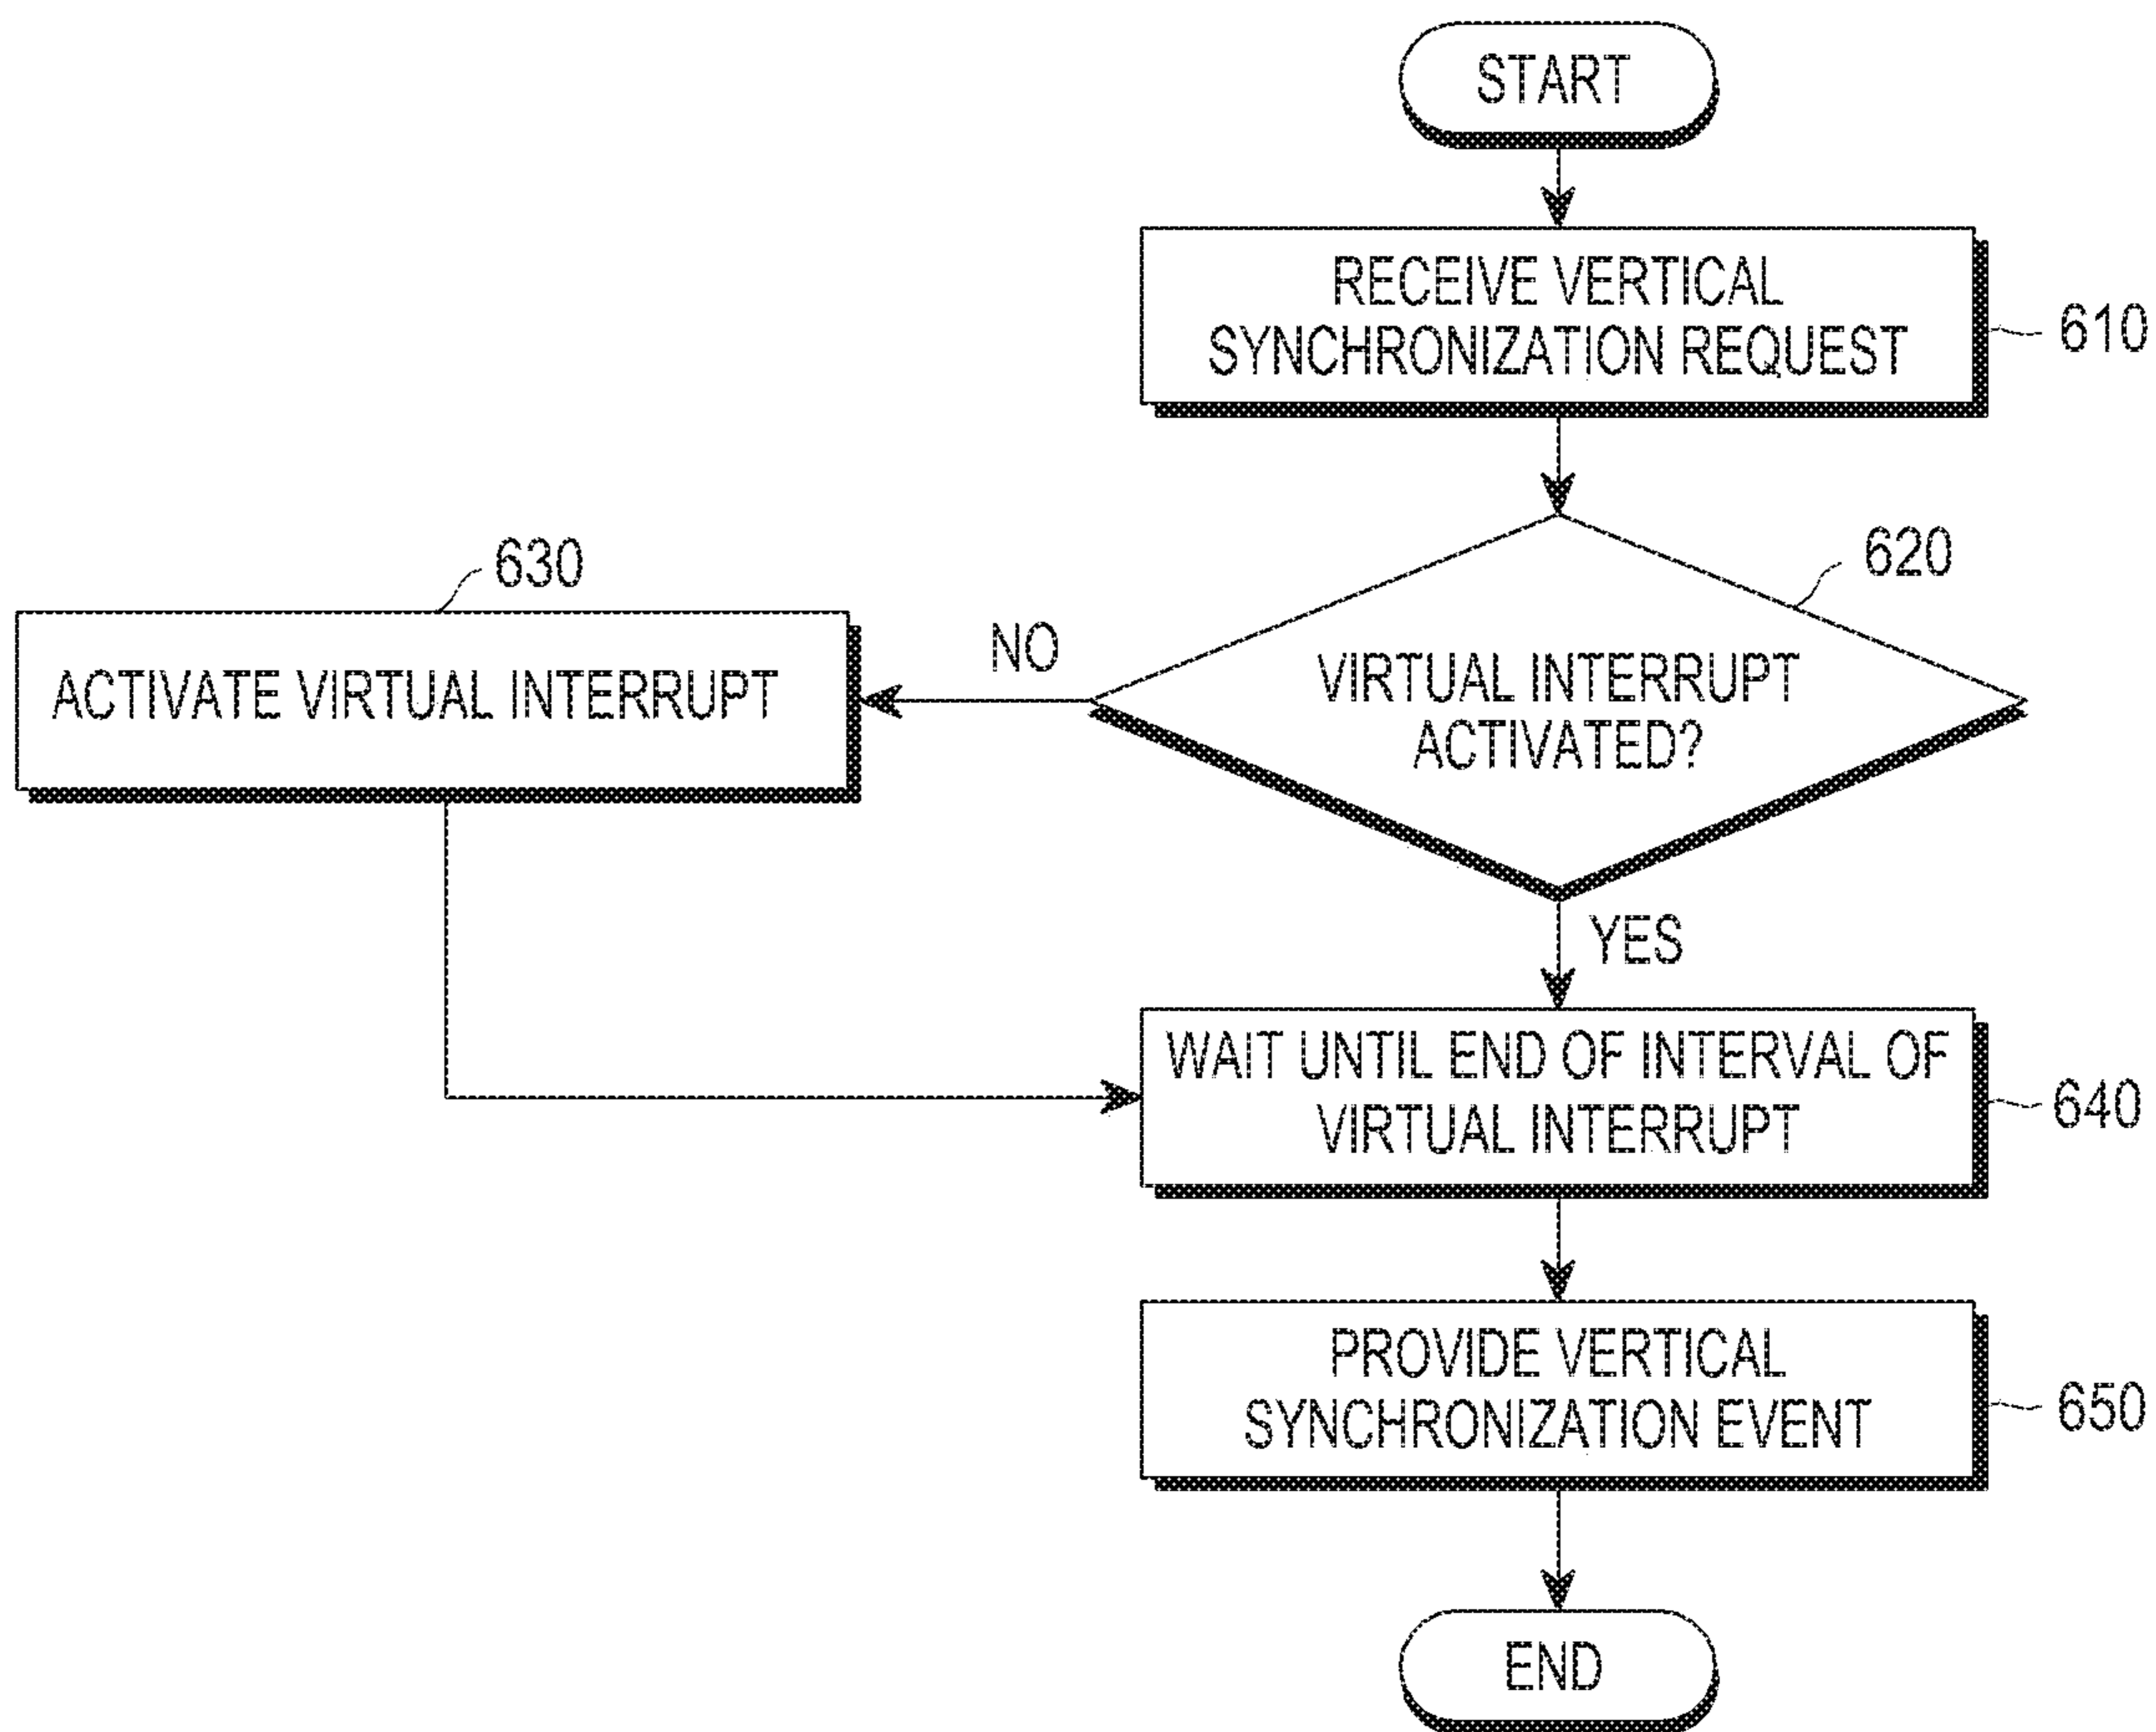 START
RECEIVE VERTICAL
SYNCHRONIZATION REQUEST
610
620
VIRTUAL INTERRUPT
ACTIVATED?
NO
630
ACTIVATE VIRTUAL INTERRUPT
YES
WAIT UNTIL END OF INTERVAL OF
VIRTUAL INTERRUPT
640
PROVIDE VERTICAL
SYNCHRONIZATION EVENT
650
END